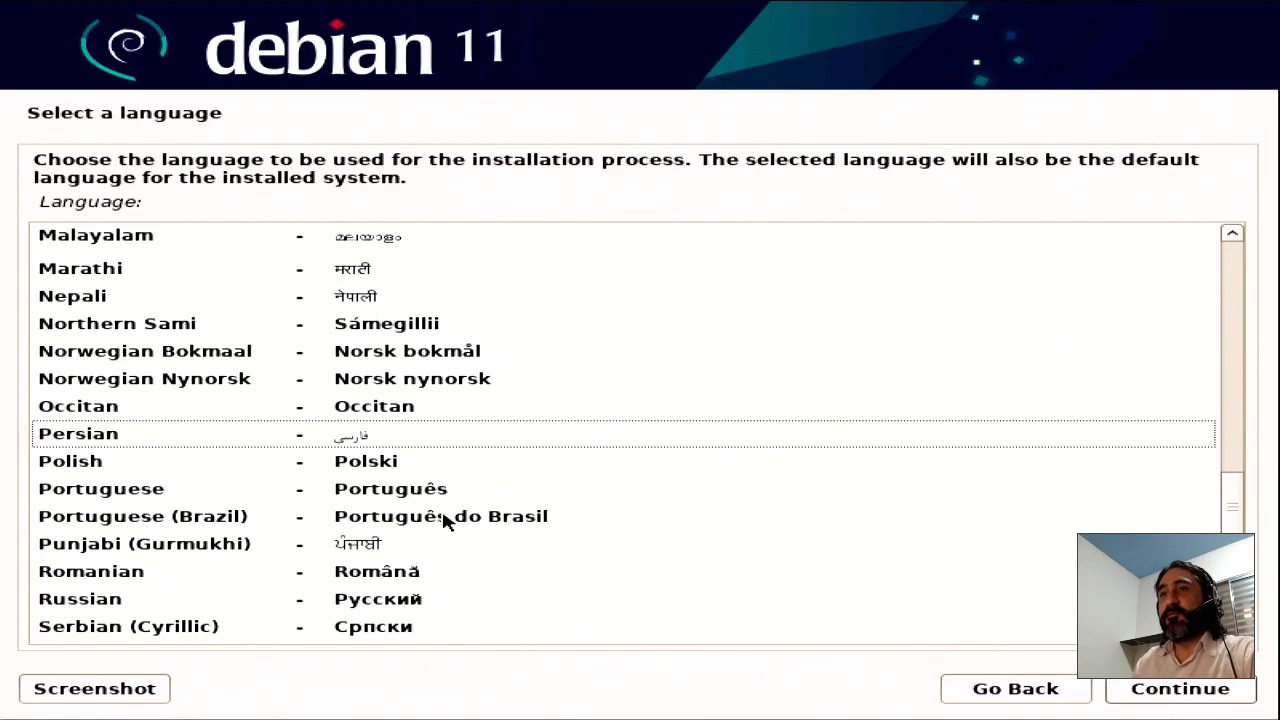 debian 11
Select a language
Choose the language to be used for the installation process. The selected language will also be the default
language for the installed system.
Language:
Malayalam - മലയാളം
Marathi - मराठी
Nepali - नेपाली
Northern Sami - Sámegillii
Norwegian Bokmaal - Norsk bokmål
Norwegian Nynorsk - Norsk nynorsk
Occitan - Occitan
Persian - فارسی
Polish - Polski
Portuguese - Português
Portuguese (Brazil) - Português do Brasil
Punjabi (Gurmukhi) - ਪੰਜਾਬੀ
Romanian - Română
Russian - Русский
Serbian (Cyrillic) - Српски
Screenshot Go Back Continue